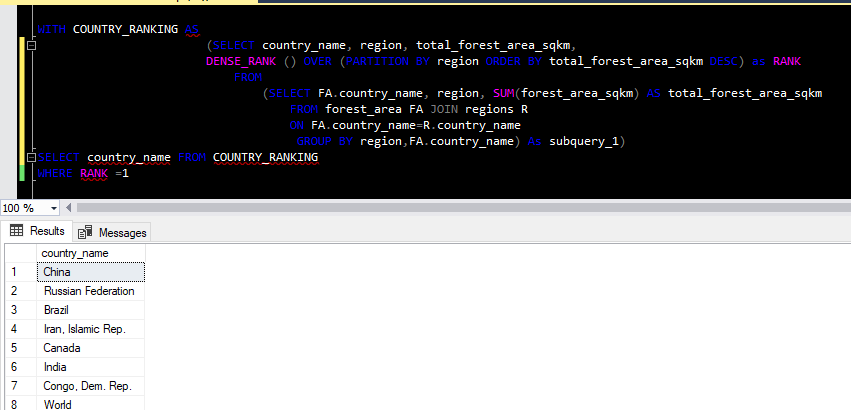 WITH COUNTRY_RANKING AS
(SELECT country_name, region, total_forest_area_sqkm,
DENSE_RANK () OVER (PARTITION BY region ORDER BY total_forest_area_sqkm DESC) as RANK
FROM
(SELECT FA.country_name, region, SUM(forest_area_sqkm) AS total_forest_area_sqkm
FROM forest_area FA JOIN regions R
ON FA.country_name=R.country_name
GROUP BY region,FA.country_name) As subquery_1)
SELECT country_name FROM COUNTRY_RANKING
WHERE RANK =1
100 %
Results Messages
country_name
1 China
2 Russian Federation
3 Brazil
4 Iran, Islamic Rep.
5 Canada
6 India
7 Congo, Dem. Rep.
8 World